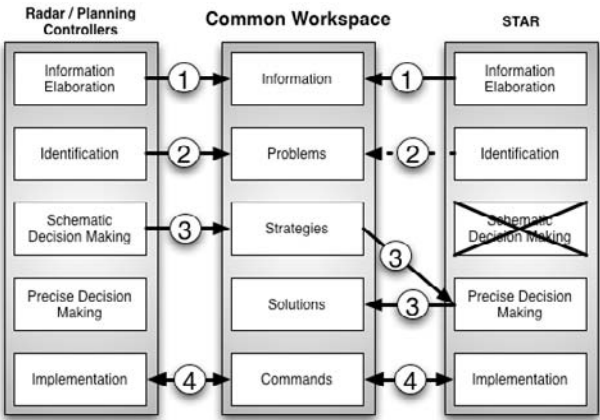 Radar / Planning
Controllers
Common Workspace
STAR
Information
Elaboration
1
Information
1
Information
Elaboration
Identification
2
Problems
2
Identification
Schematic
Decision Making
3
Strategies
Schematic
Decision Making
3
Precise Decision
Making
Solutions
3
Precise Decision
Making
Implementation
4
Commands
4
Implementation